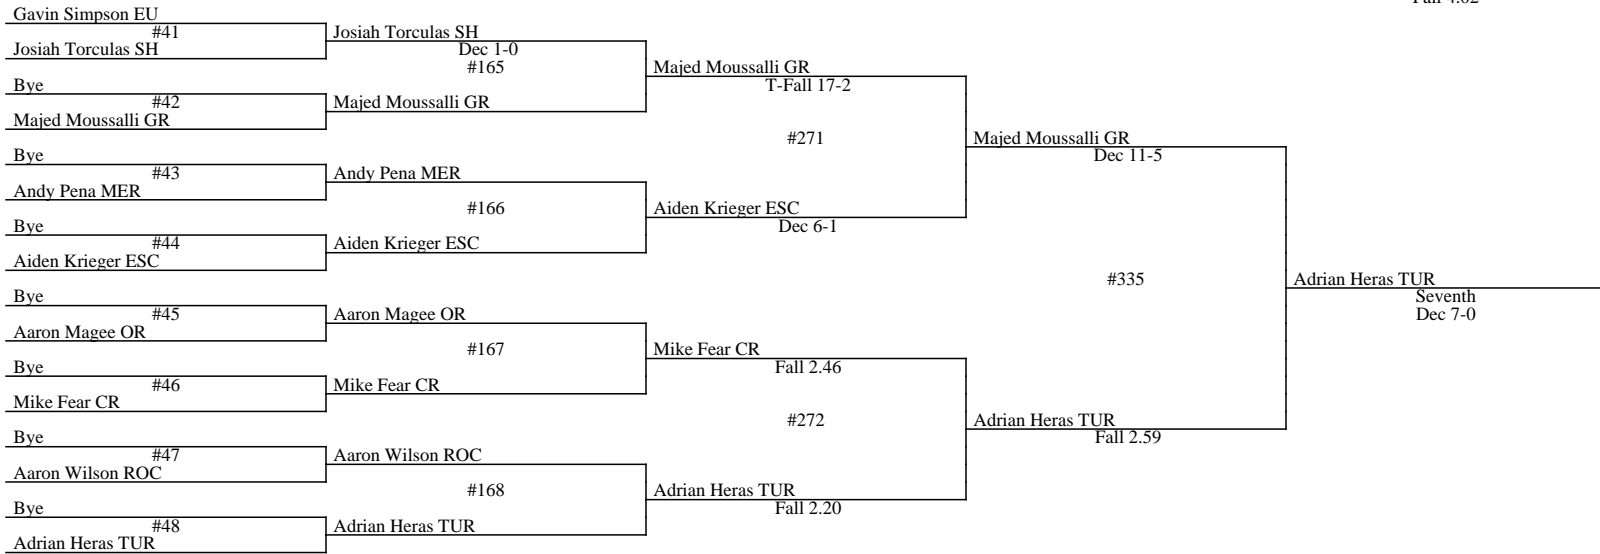 Gavin Simpson EU
#41
Josiah Torculas SH
Bye
#42
Majed Moussalli GR
Bye
#43
Andy Pena MER
Bye
#44
Aiden Krieger ESC
Bye
#45
Aaron Magee OR
Bye
#46
Mike Fear CR
Bye
#47
Aaron Wilson ROC
Bye
#48
Adrian Heras TUR
Josiah Torculas SH
Dec 1-0
#165
Majed Moussalli GR
Andy Pena MER
#166
Aiden Krieger ESC
Aaron Magee OR
#167
Mike Fear CR
Aaron Wilson ROC
#168
Adrian Heras TUR
Majed Moussalli GR
T-Fall 17-2
#271
Aiden Krieger ESC
Dec 6-1
Mike Fear CR
Fall 2.46
#272
Adrian Heras TUR
Fall 2.20
Majed Moussalli GR
Dec 11-5
#335
Adrian Heras TUR
Fall 2.59
Adrian Heras TUR
Seventh
Dec 7-0